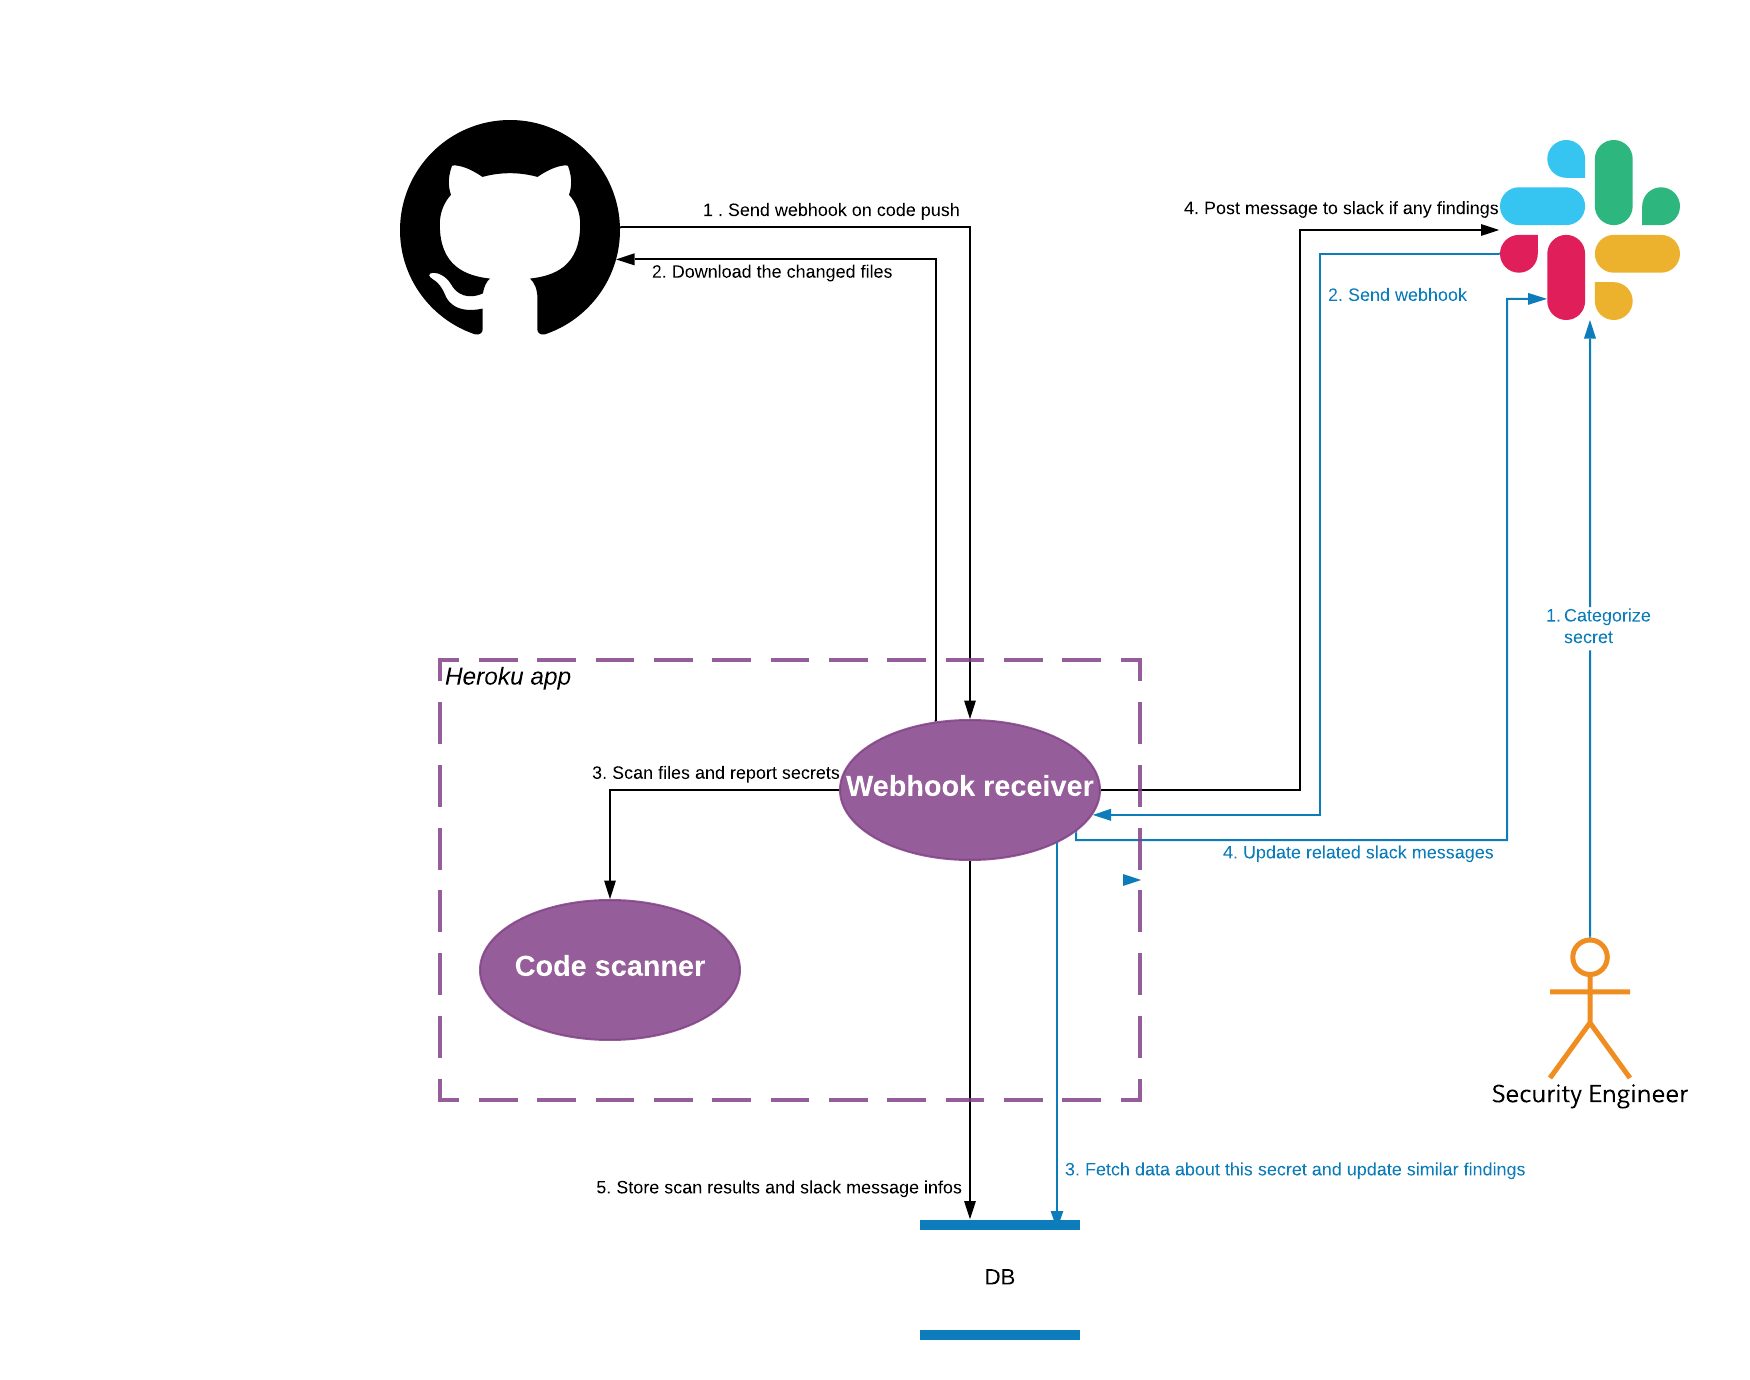 4. Post message to slack if any findings
1 . Send webhook on code push
2. Download the changed files
2. Send webhook
1. Categorize
secret
Heroku app
3. Scan files and report secrets
Webhook receiver
4. Update related slack messages
Code scanner
Security Engineer
3. Fetch data about this secret and update similar findings
5. Store scan results and slack message infos
DB